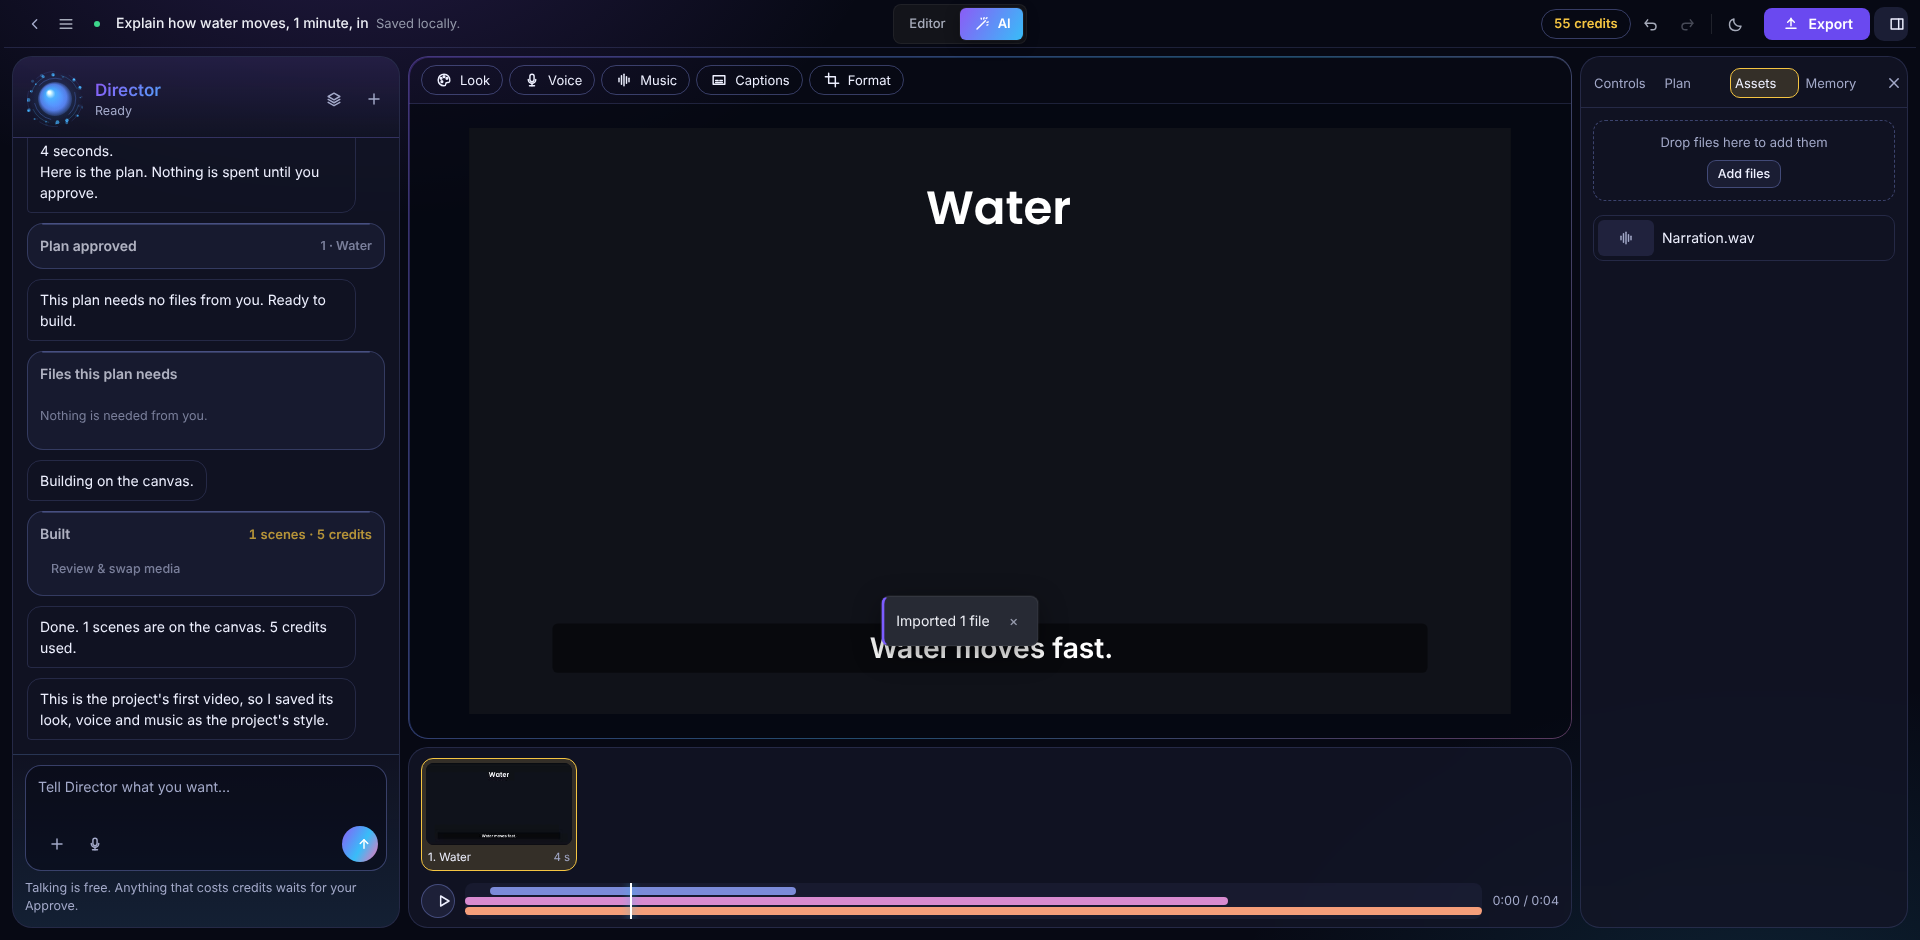 Explain how water moves, 1 minute, in Saved locally.
Editor
AI
55 credits
Export
Director
Ready
4 seconds.
Here is the plan. Nothing is spent until you
approve.
Plan approved
1 · Water
This plan needs no files from you. Ready to
build.
Files this plan needs
Nothing is needed from you.
Building on the canvas.
Built
1 scenes · 5 credits
Review & swap media
Done. 1 scenes are on the canvas. 5 credits
used.
This is the project's first video, so I saved its
look, voice and music as the project's style.
Tell Director what you want...
Talking is free. Anything that costs credits waits for your
Approve.
Look
Voice
Music
Captions
Format
Water
Imported 1 file ×
Water moves fast.
Water
Water moves fast.
1. Water
4 s
0:00 / 0:04
Controls
Plan
Assets
Memory
Drop files here to add them
Add files
Narration.wav